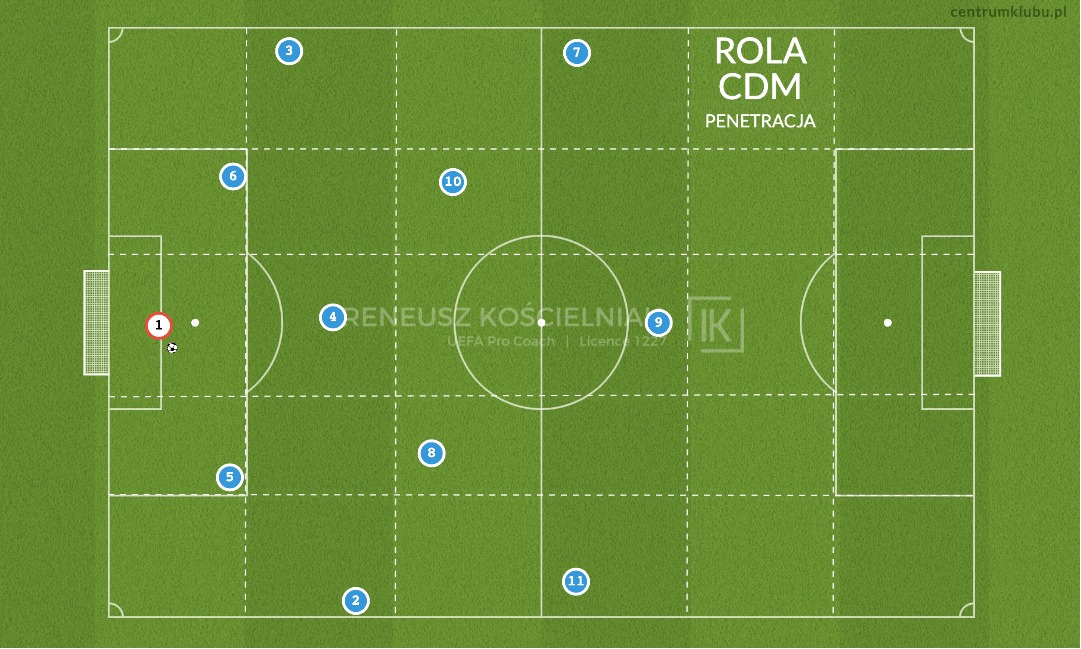 centrumklubu.pl
3
7
ROLA
CDM
PENETRACJA
6
10
4
IRENEUSZ KOŚCIELNIAK
9
IK
1
UEFA Pro Coach | Licence 1227
8
5
11
2